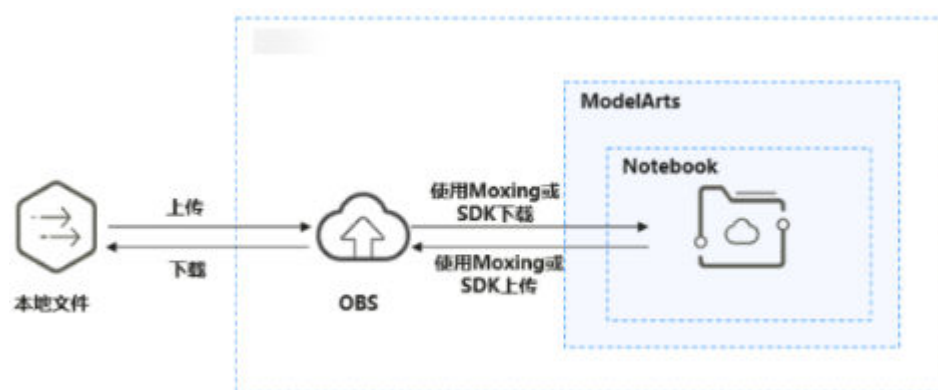 ModelArts
Notebook
上传
使用Moxing或
SDK下载
下载
使用Moxing或
SDK上传
本地文件
OBS